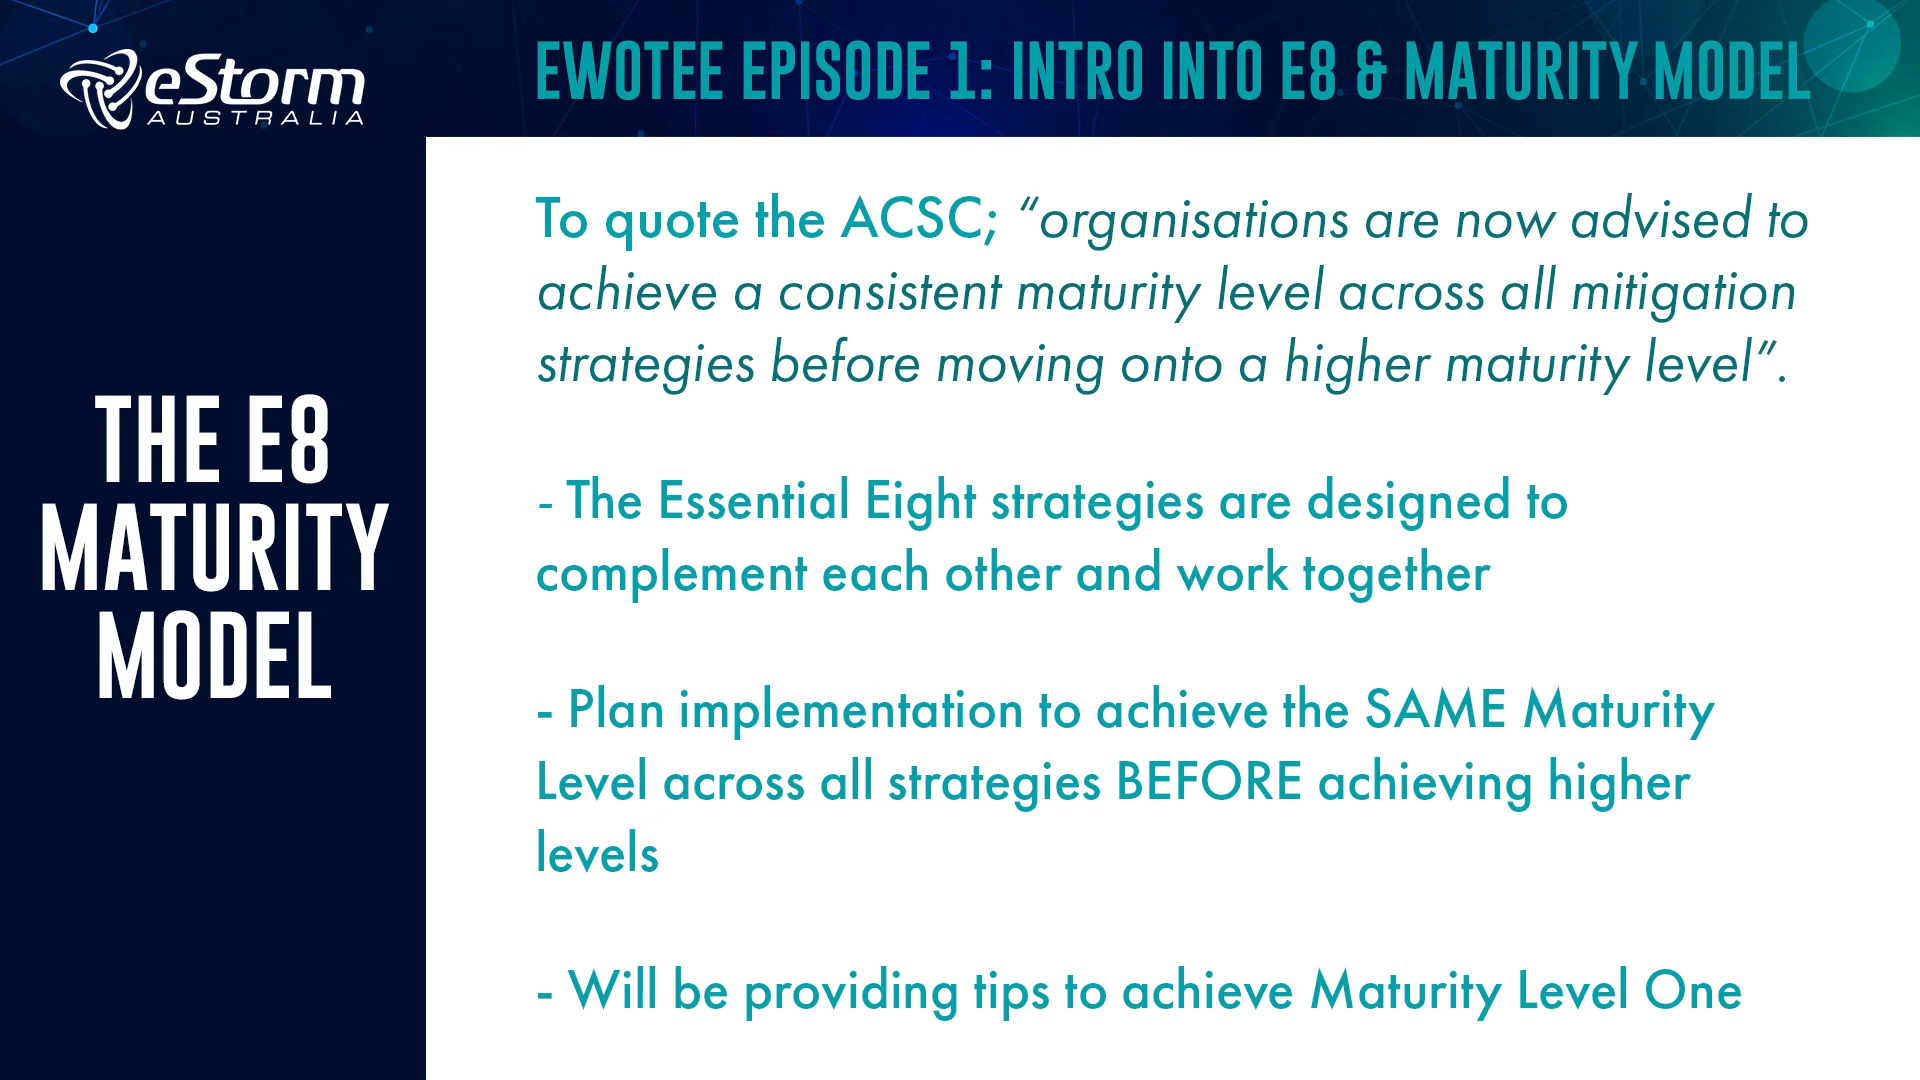 eStorm
AUSTRALIA
EWOTEE EPISODE 1: INTRO INTO E8 & MATURITY MODEL
THE E8
MATURITY
MODEL
To quote the ACSC; “organisations are now advised to
achieve a consistent maturity level across all mitigation
strategies before moving onto a higher maturity level”.
- The Essential Eight strategies are designed to
complement each other and work together
- Plan implementation to achieve the SAME Maturity
Level across all strategies BEFORE achieving higher
levels
- Will be providing tips to achieve Maturity Level One